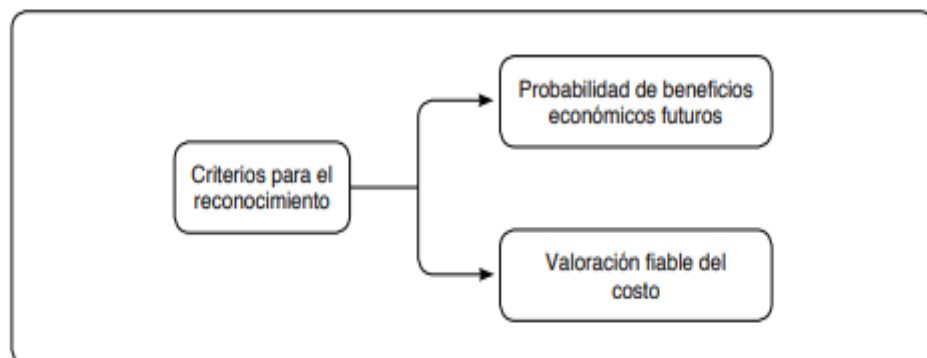 Probabilidad de beneficios
económicos futuros
Criterios para el
reconocimiento
Valoración fiable del
costo